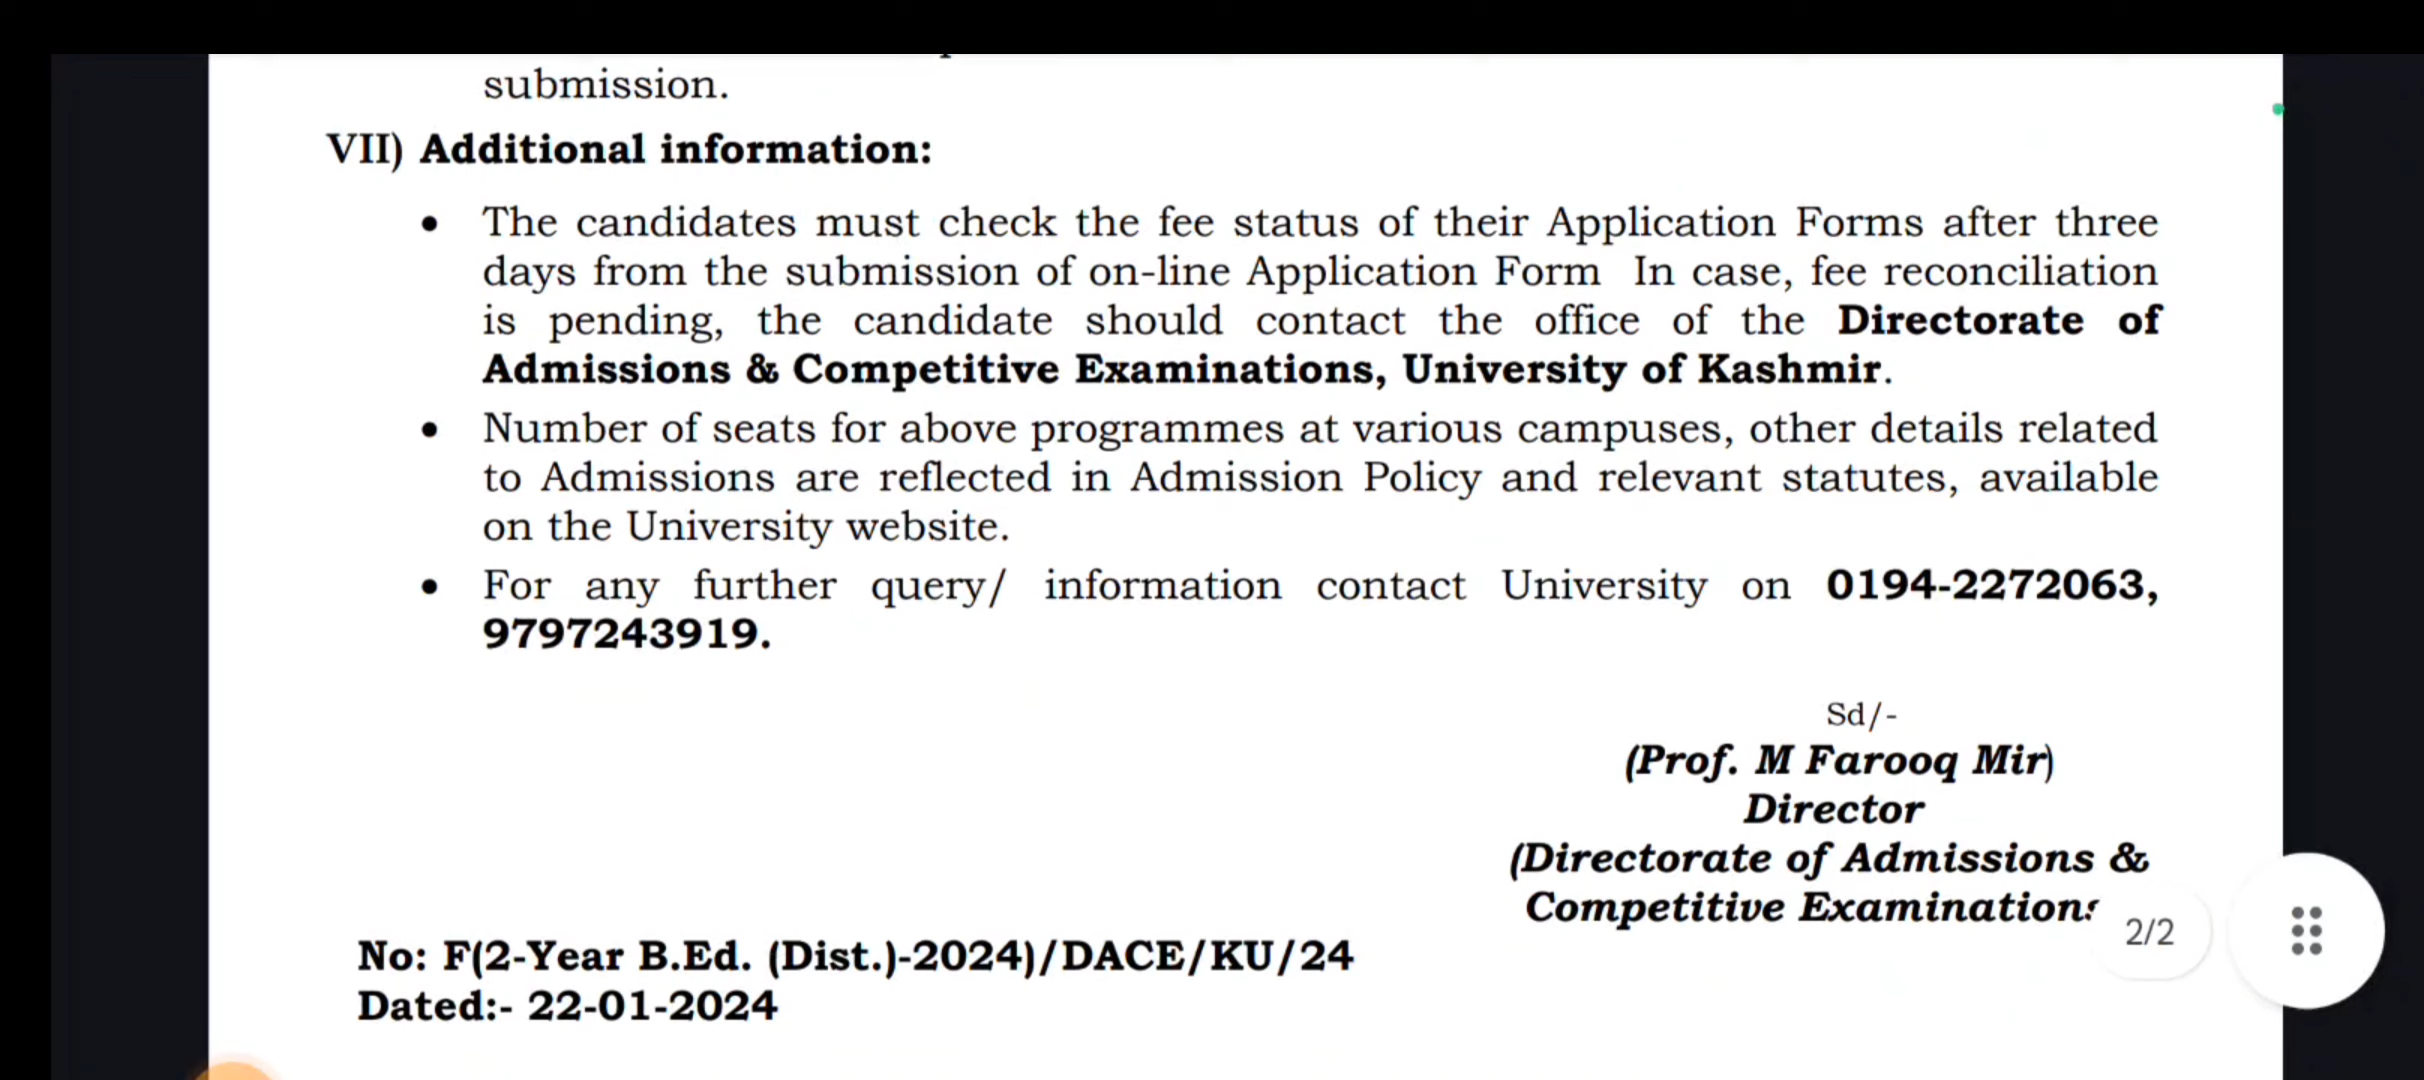 submission.
VII) Additional information:
• The candidates must check the fee status of their Application Forms after three
days from the submission of on-line Application Form In case, fee reconciliation
is pending, the candidate should contact the office of the Directorate of
Admissions & Competitive Examinations, University of Kashmir.
• Number of seats for above programmes at various campuses, other details related
to Admissions are reflected in Admission Policy and relevant statutes, available
on the University website.
• For any further query/ information contact University on 0194-2272063,
9797243919.
Sd/-
(Prof. M Farooq Mir)
Director
(Directorate of Admissions &
Competitive Examinations
2/2
No: F(2-Year B.Ed. (Dist.)-2024)/DACE/KU/24
Dated:- 22-01-2024